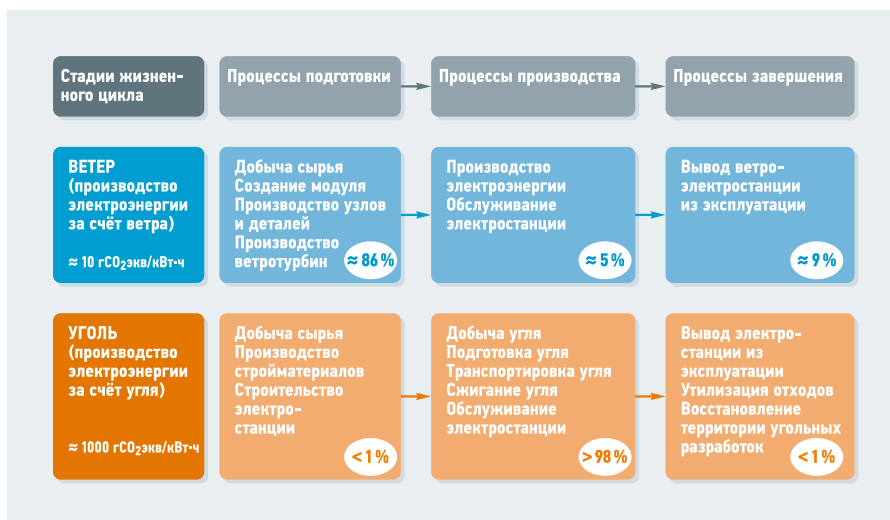 Стадии жизнен-
ного цикла
Процессы подготовки
Процессы производства
Процессы завершения
ВЕТЕР
(производство
электроэнергии
за счёт ветра)
≈ 10 гCO₂экв/кВт·ч
Добыча сырья
Создание модуля
Производство узлов
и деталей
Производство
ветротурбин
≈ 86 %
Производство
электроэнергии
Обслуживание
электростанции
≈ 5 %
Вывод ветро-
электростанции
из эксплуатации
≈ 9 %
УГОЛЬ
(производство
электроэнергии
за счёт угля)
≈ 1000 гCO₂экв/кВт·ч
Добыча сырья
Производство
стройматериалов
Строительство
электро-
станции
< 1 %
Добыча угля
Подготовка угля
Транспортировка угля
Сжигание угля
Обслуживание
электростанции
> 98 %
Вывод электро-
станции из
эксплуатации
Утилизация отходов
Восстановление
территории угольных
разработок
< 1 %